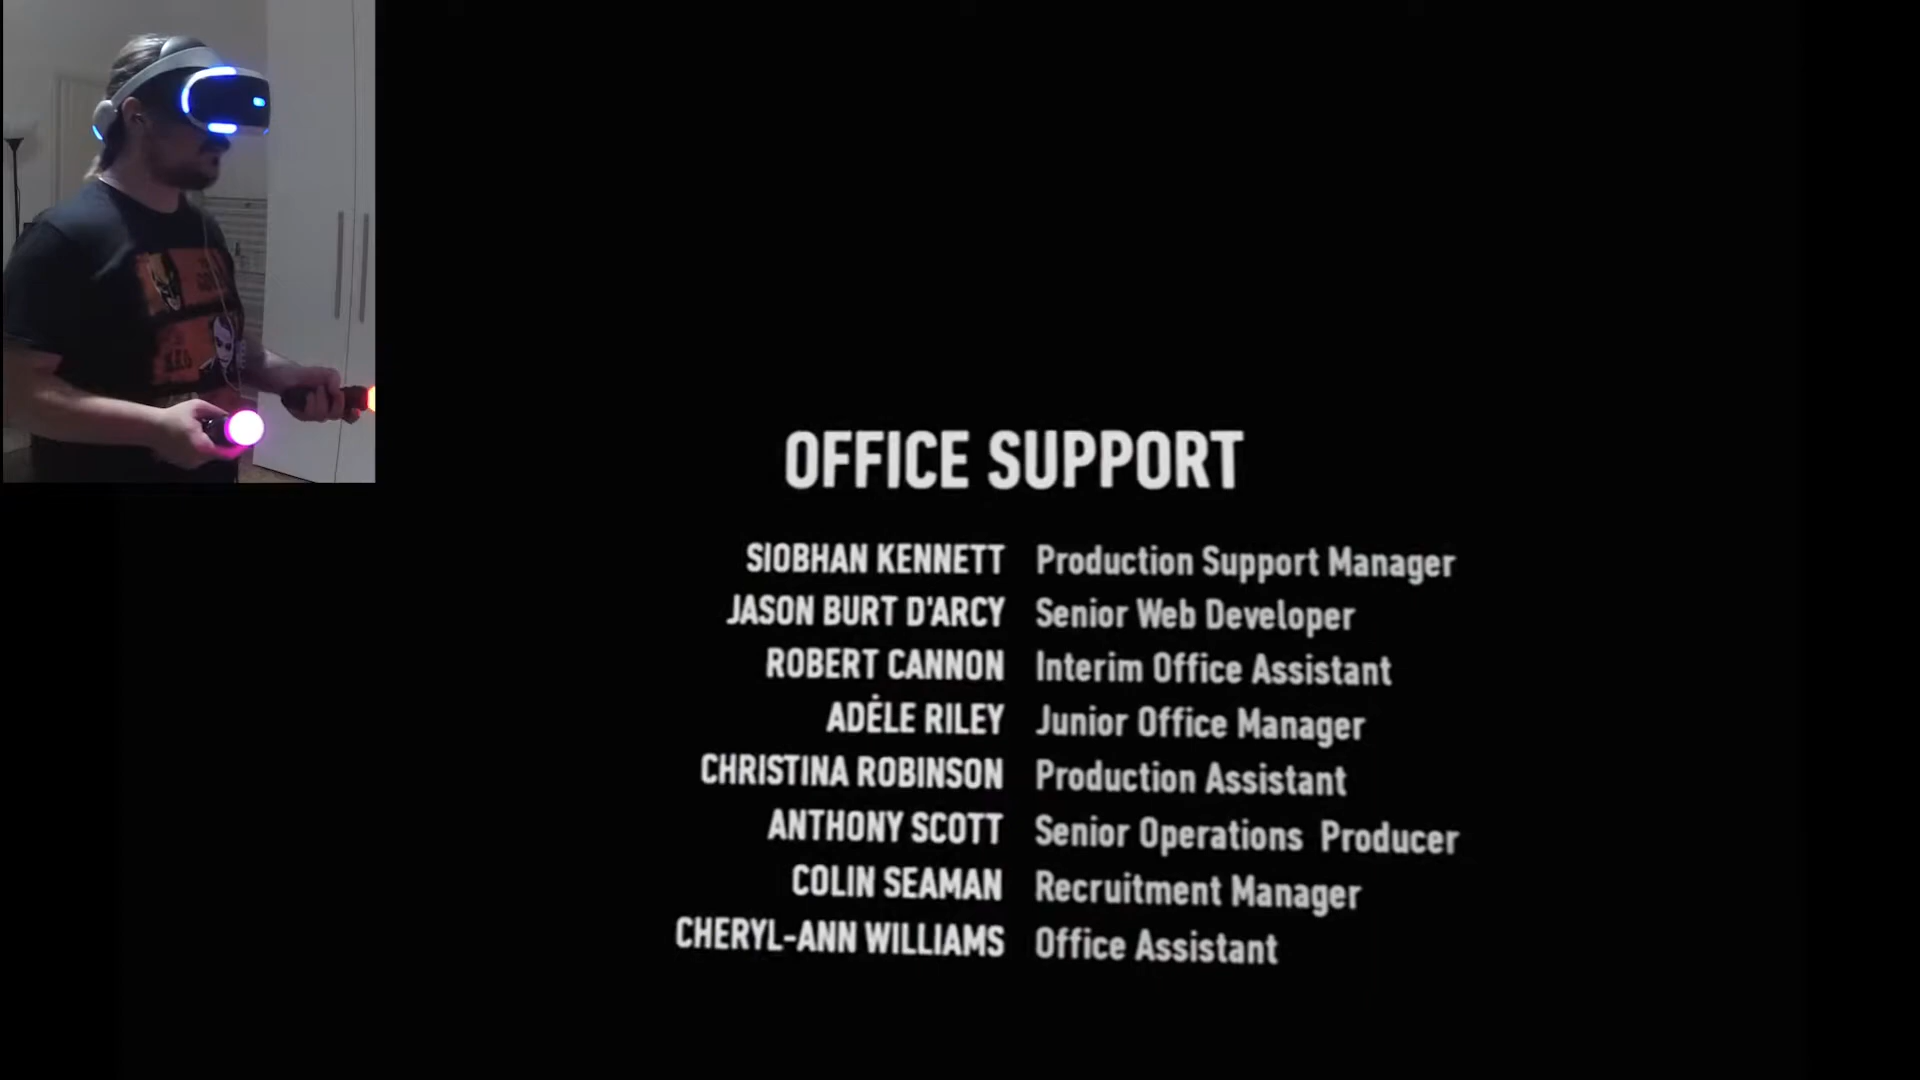 OFFICE SUPPORT
SIOBHAN KENNETT Production Support Manager
JASON BURT D'ARCY Senior Web Developer
ROBERT CANNON Interim Office Assistant
ADÈLE RILEY Junior Office Manager
CHRISTINA ROBINSON Production Assistant
ANTHONY SCOTT Senior Operations Producer
COLIN SEAMAN Recruitment Manager
CHERYL-ANN WILLIAMS Office Assistant